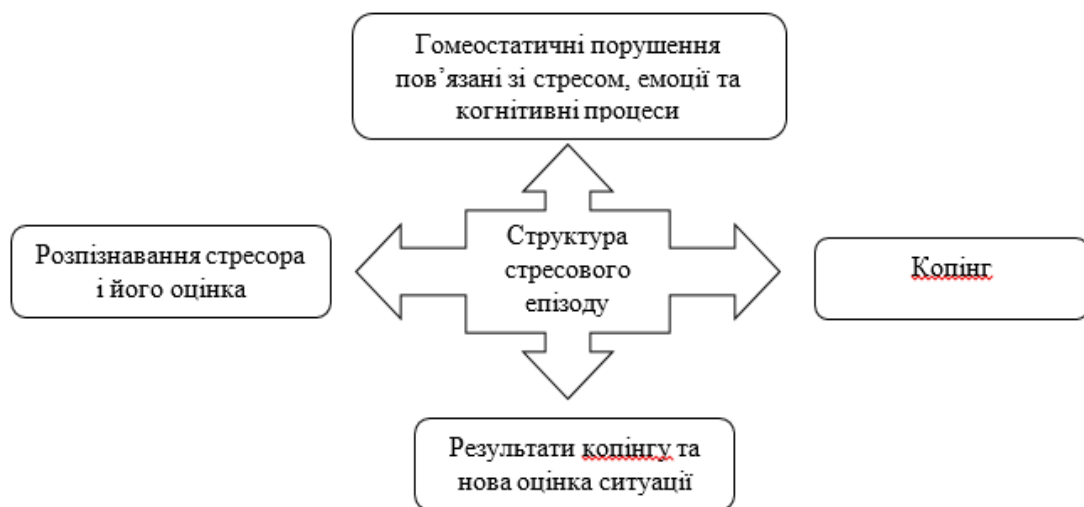 Гомеостатичні порушення
пов’язані зі стресом, емоції та
когнітивні процеси
Розпізнавання стресора
і його оцінка
Структура
стресового
епізоду
Копінг
Результати копінгу та
нова оцінка ситуації